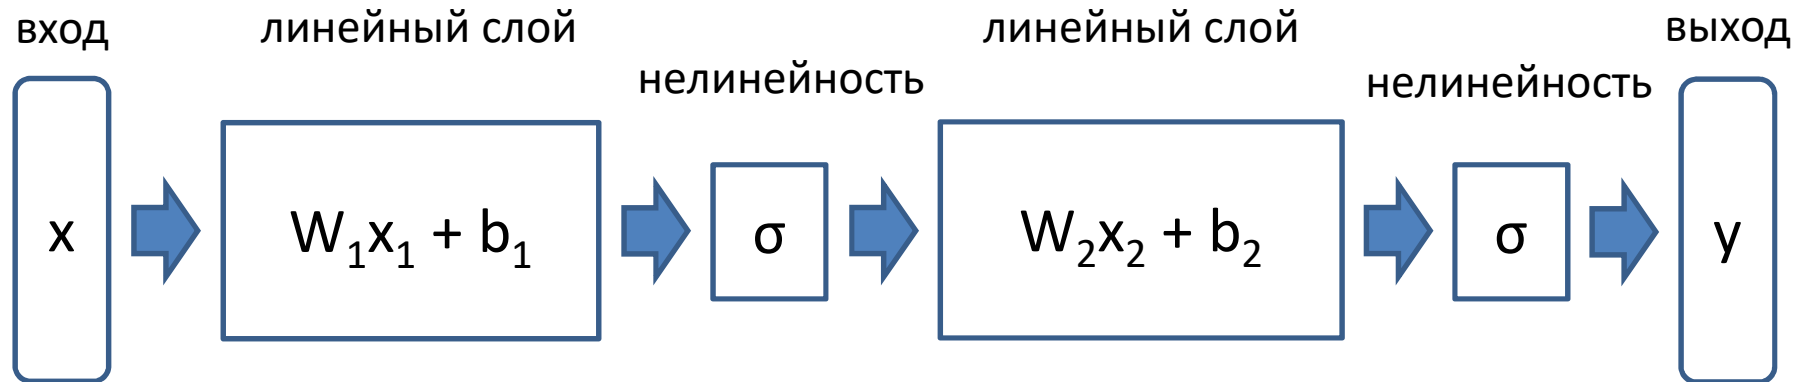 вход
линейный слой
нелинейность
линейный слой
нелинейность
выход
x
W₁x₁ + b₁
σ
W₂x₂ + b₂
σ
y